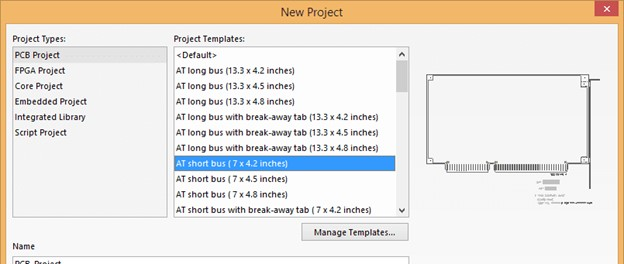 New Project
Project Types:
PCB Project
FPGA Project
Core Project
Embedded Project
Integrated Library
Script Project
Project Templates:
<Default>
AT long bus (13.3 x 4.2 inches)
AT long bus (13.3 x 4.5 inches)
AT long bus (13.3 x 4.8 inches)
AT long bus with break-away tab (13.3 x 4.2 inches)
AT long bus with break-away tab (13.3 x 4.5 inches)
AT long bus with break-away tab (13.3 x 4.8 inches)
AT short bus ( 7 x 4.2 inches)
AT short bus ( 7 x 4.5 inches)
AT short bus ( 7 x 4.8 inches)
AT short bus with break-away tab ( 7 x 4.2 inches)
Manage Templates...
Name
PCB_Project